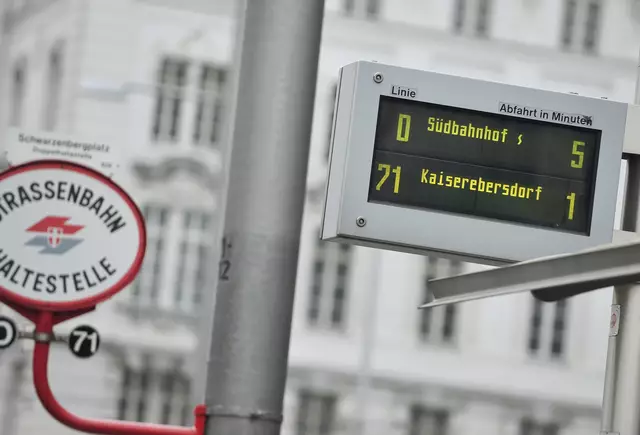 Schwarzenbergplatz
STRASSENBAHN
HALTESTELLE
D 71
Linie Abfahrt in Minuten
D Südbahnhof S 5
71 Kaiserebersdorf 1